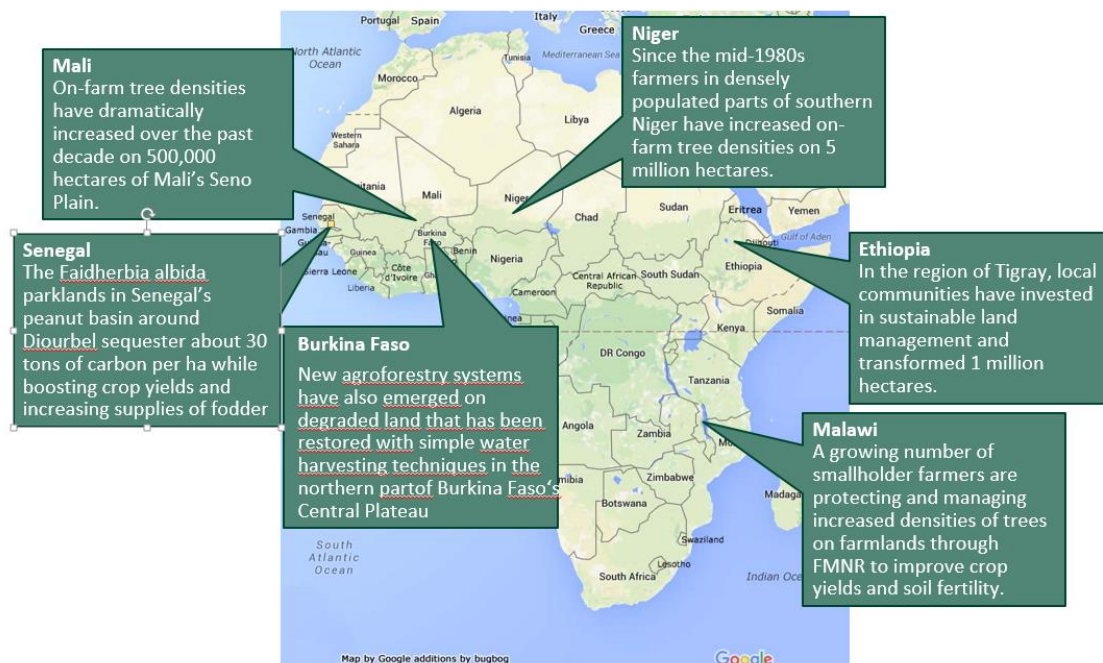 Mali
On-farm tree densities
have dramatically
increased over the past
decade on 500,000
hectares of Mali's Seno
Plain.
Niger
Since the mid-1980s
farmers in densely
populated parts of southern
Niger have increased on-
farm tree densities on 5
million hectares.
Senegal
The Faidherbia albida
parklands in Senegal's
peanut basin around
Diourbel sequester about 30
tons of carbon per ha while
boosting crop yields and
increasing supplies of fodder
Burkina Faso
New agroforestry systems
have also emerged on
degraded land that has been
restored with simple water
harvesting techniques in the
northern partof Burkina Faso's
Central Plateau
Ethiopia
In the region of Tigray, local
communities have invested
in sustainable land
management and
transformed 1 million
hectares.
Malawi
A growing number of
smallholder farmers are
protecting and managing
increased densities of trees
on farmlands through
FMNR to improve crop
yields and soil fertility.
Portugal
Spain
Italy
Greece
North Atlantic
Ocean
Mediterranean Sea
Tunisia
Morocco
Algeria
Libya
Western
Sahara
Mali
Niger
Chad
Sudan
Eritrea
Yemen
Gulf of Aden
Djibouti
Senegal
Gambia
Guinea
Sierra Leone
Liberia
Côte
d'Ivoire
Burkina
Faso
Benin
Nigeria
Cameroon
Central African
Republic
South Sudan
Ethiopia
Somalia
Kenya
DR Congo
Tanzania
Angola
Zambia
Zimbabwe
Botswana
Swaziland
Lesotho
South Africa
South
Atlantic
Ocean
Indian Oce
Madaga
Map by Google additions by bugbog
Google